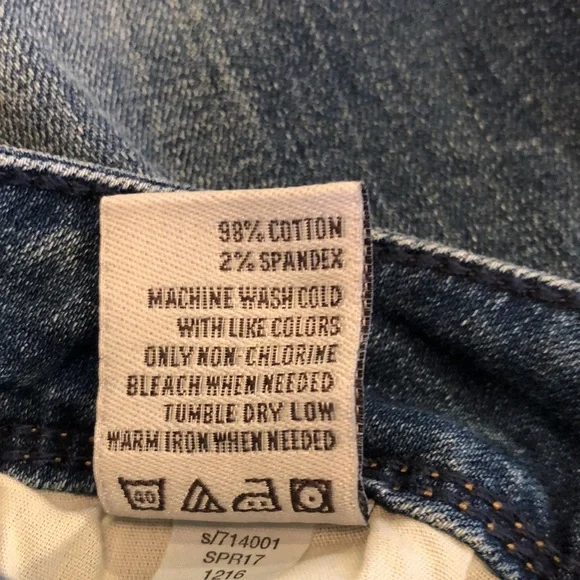 98% COTTON
2% SPANDEX
MACHINE WASH COLD
WITH LIKE COLORS
ONLY NON-CHLORINE
BLEACH WHEN NEEDED
TUMBLE DRY LOW
WARM IRON WHEN NEEDED
40
s/714001
SPR17
1216